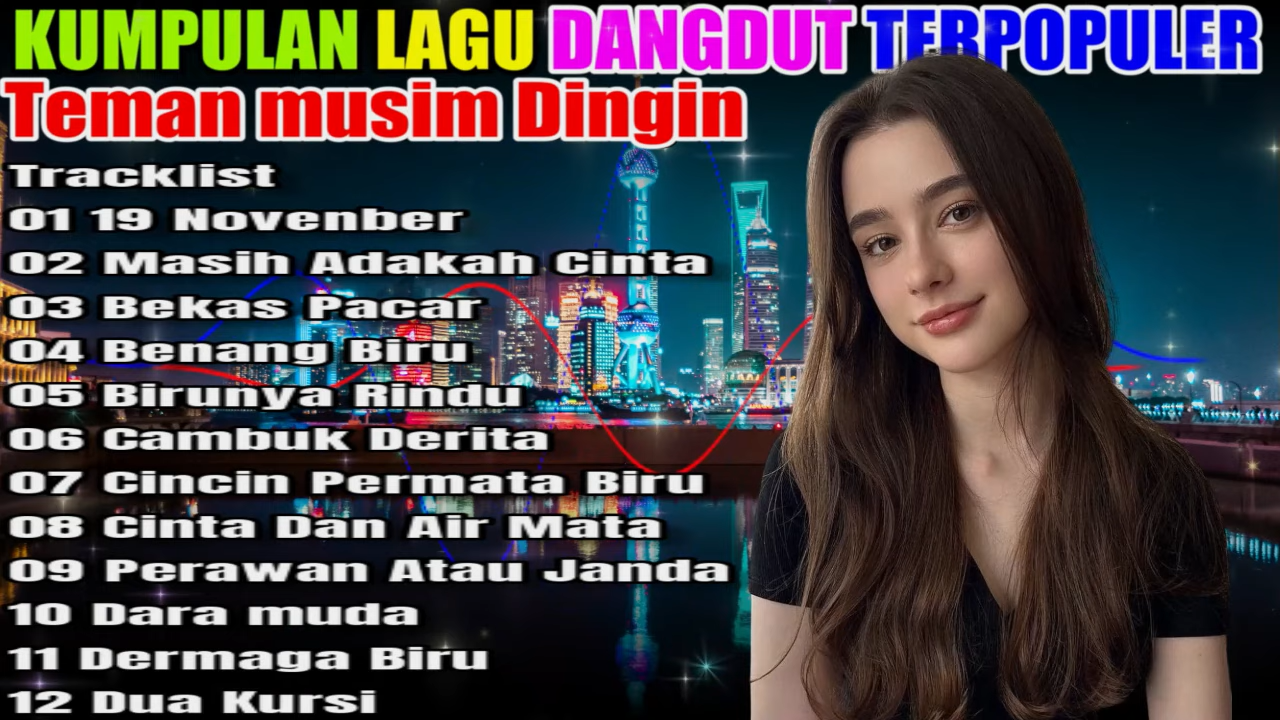 KUMPULAN LAGU DANGDUT TERPOPULER
Teman musim Dingin
Tracklist
01 19 Novenber
02 Masih Adakah Cinta
03 Bekas Pacar
04 Benang Biru
05 Birunya Rindu
06 Cambuk Derita
07 Cincin Permata Biru
08 Cinta Dan Air Mata
09 Perawan Atau Janda
10 Dara muda
11 Dermaga Biru
12 Dua Kursi